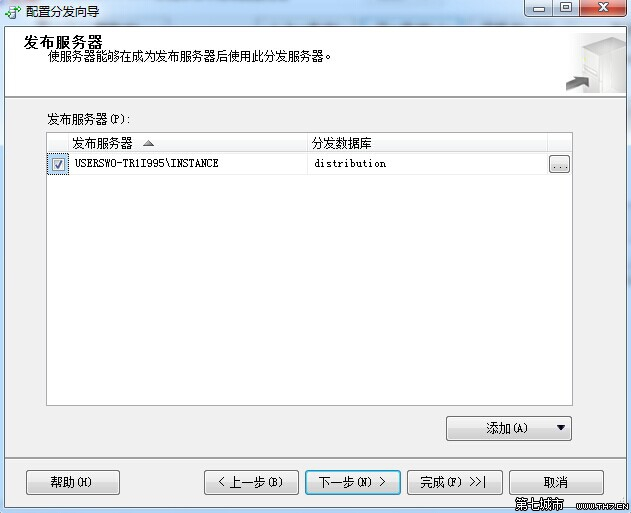 配置分发向导
发布服务器
使服务器能够在成为发布服务器后使用此分发服务器。
发布服务器(P):
发布服务器 分发数据库
USERSWO-TR1I995\INSTANCE distribution ...
添加(A)
帮助(H) < 上一步(B) 下一步(N) > 完成(F) >>| 取消
第七城市 WWW.TH7.CN